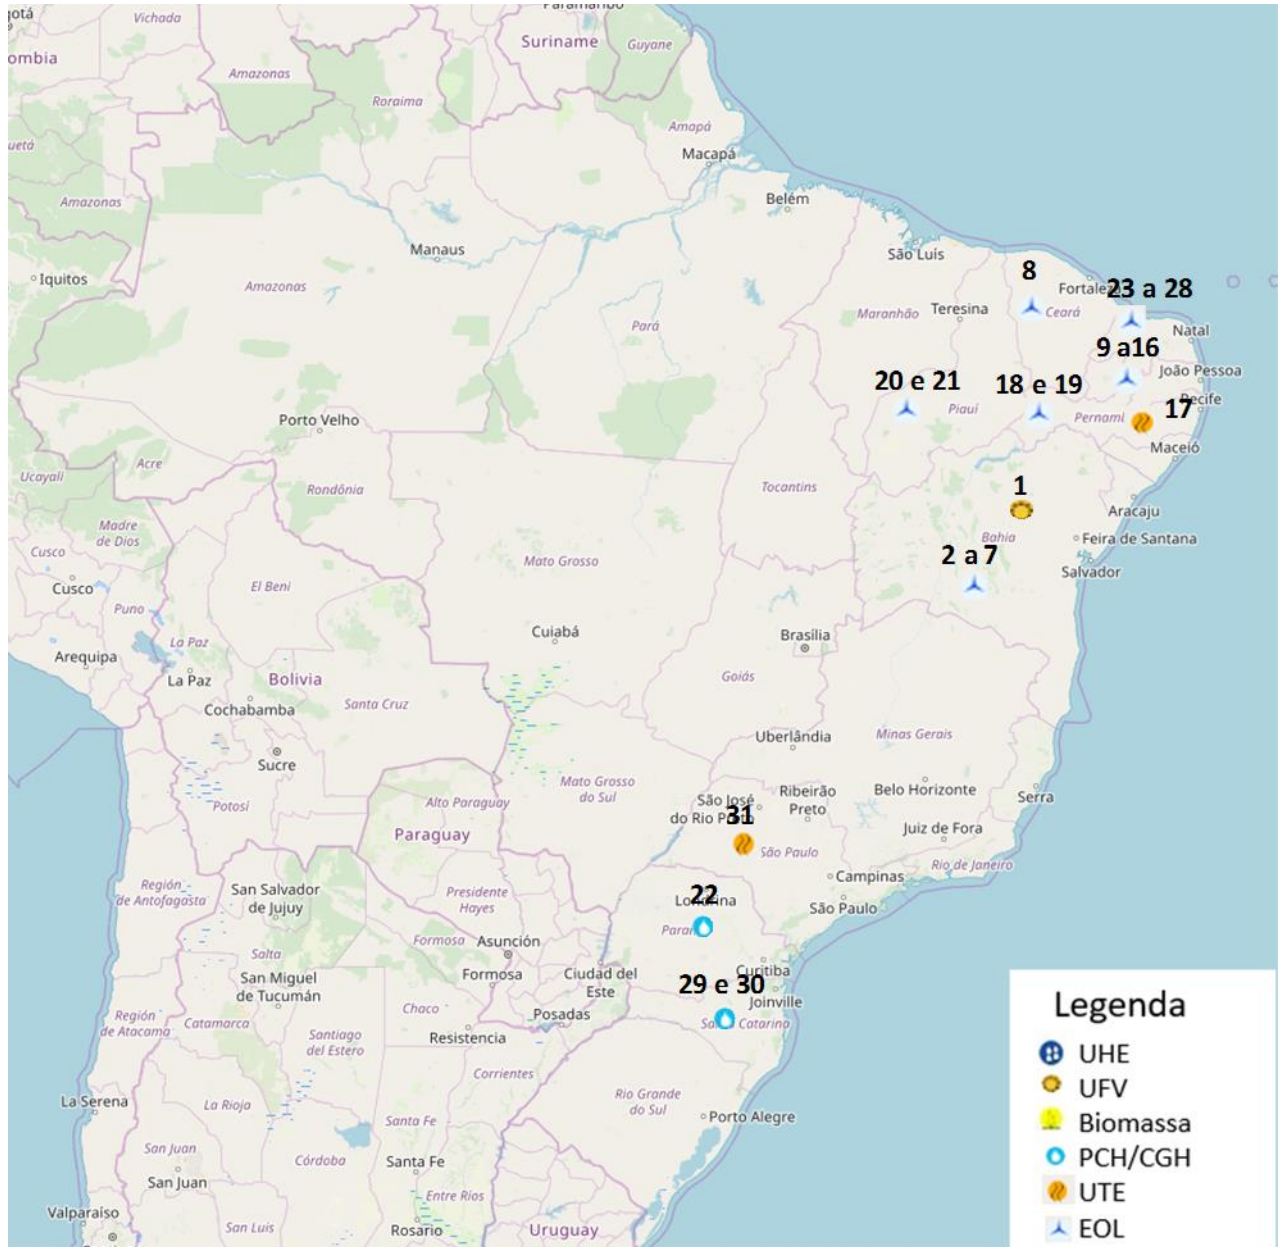 gotá
Vichada
Paramaribo
ombia
Suriname
Guyane
Amazonas
Roraima
Amapá
uetá
Macapá
Belém
Amazonas
Manaus
São Luís
8
Iquitos
Fortaleza
23 a 28
Amazonas
Maranhão
Teresina
Ceará
Pará
Natal
9 a16
João Pessoa
20 e 21
18 e 19
Recife
17
Piauí
Pernaml
Porto Velho
Maceió
Acre
Ucayali
1
Rondônia
Tocantins
Aracaju
Madre
de Dios
Bahia
Feira de Santana
Cusco
2 a 7
Mato Grosso
Salvador
Cusco
El Beni
Puno
Cuiabá
Brasília
La Paz
Arequipa
La Paz
Bolivia
Goiás
Santa Cruz
Cochabamba
Uberlândia
Minas Gerais
Sucre
Mato Grosso
do Sul
Ribeirão
Preto
Belo Horizonte
Serra
Potosí
Alto Paraguay
São José
do Rio Preto
31
Paraguay
Juiz de Fora
São Paulo
Rio de Janeiro
Campinas
Región
de Antofagasta
San Salvador
de Jujuy
Presidente
Hayes
22
Londrina
São Paulo
Paraná
Formosa
Asunción
Salta
San Miguel
de Tucumán
Formosa
Ciudad del
Este
Curitiba
29 e 30
Joinville
Región
de Atacama
Catamarca
Chaco
Posadas
Santa Catarina
Santiago
del Estero
Resistencia
Legenda
UHE
UFV
Biomassa
PCH/CGH
UTE
EOL
Corrientes
La Serena
La Rioja
Rio Grande
do Sul
Santa Fe
Porto Alegre
San Juan
Córdoba
Santa Fe
San Juan
Entre Ríos
Valparaíso
San Luis
Rosario
Uruguay